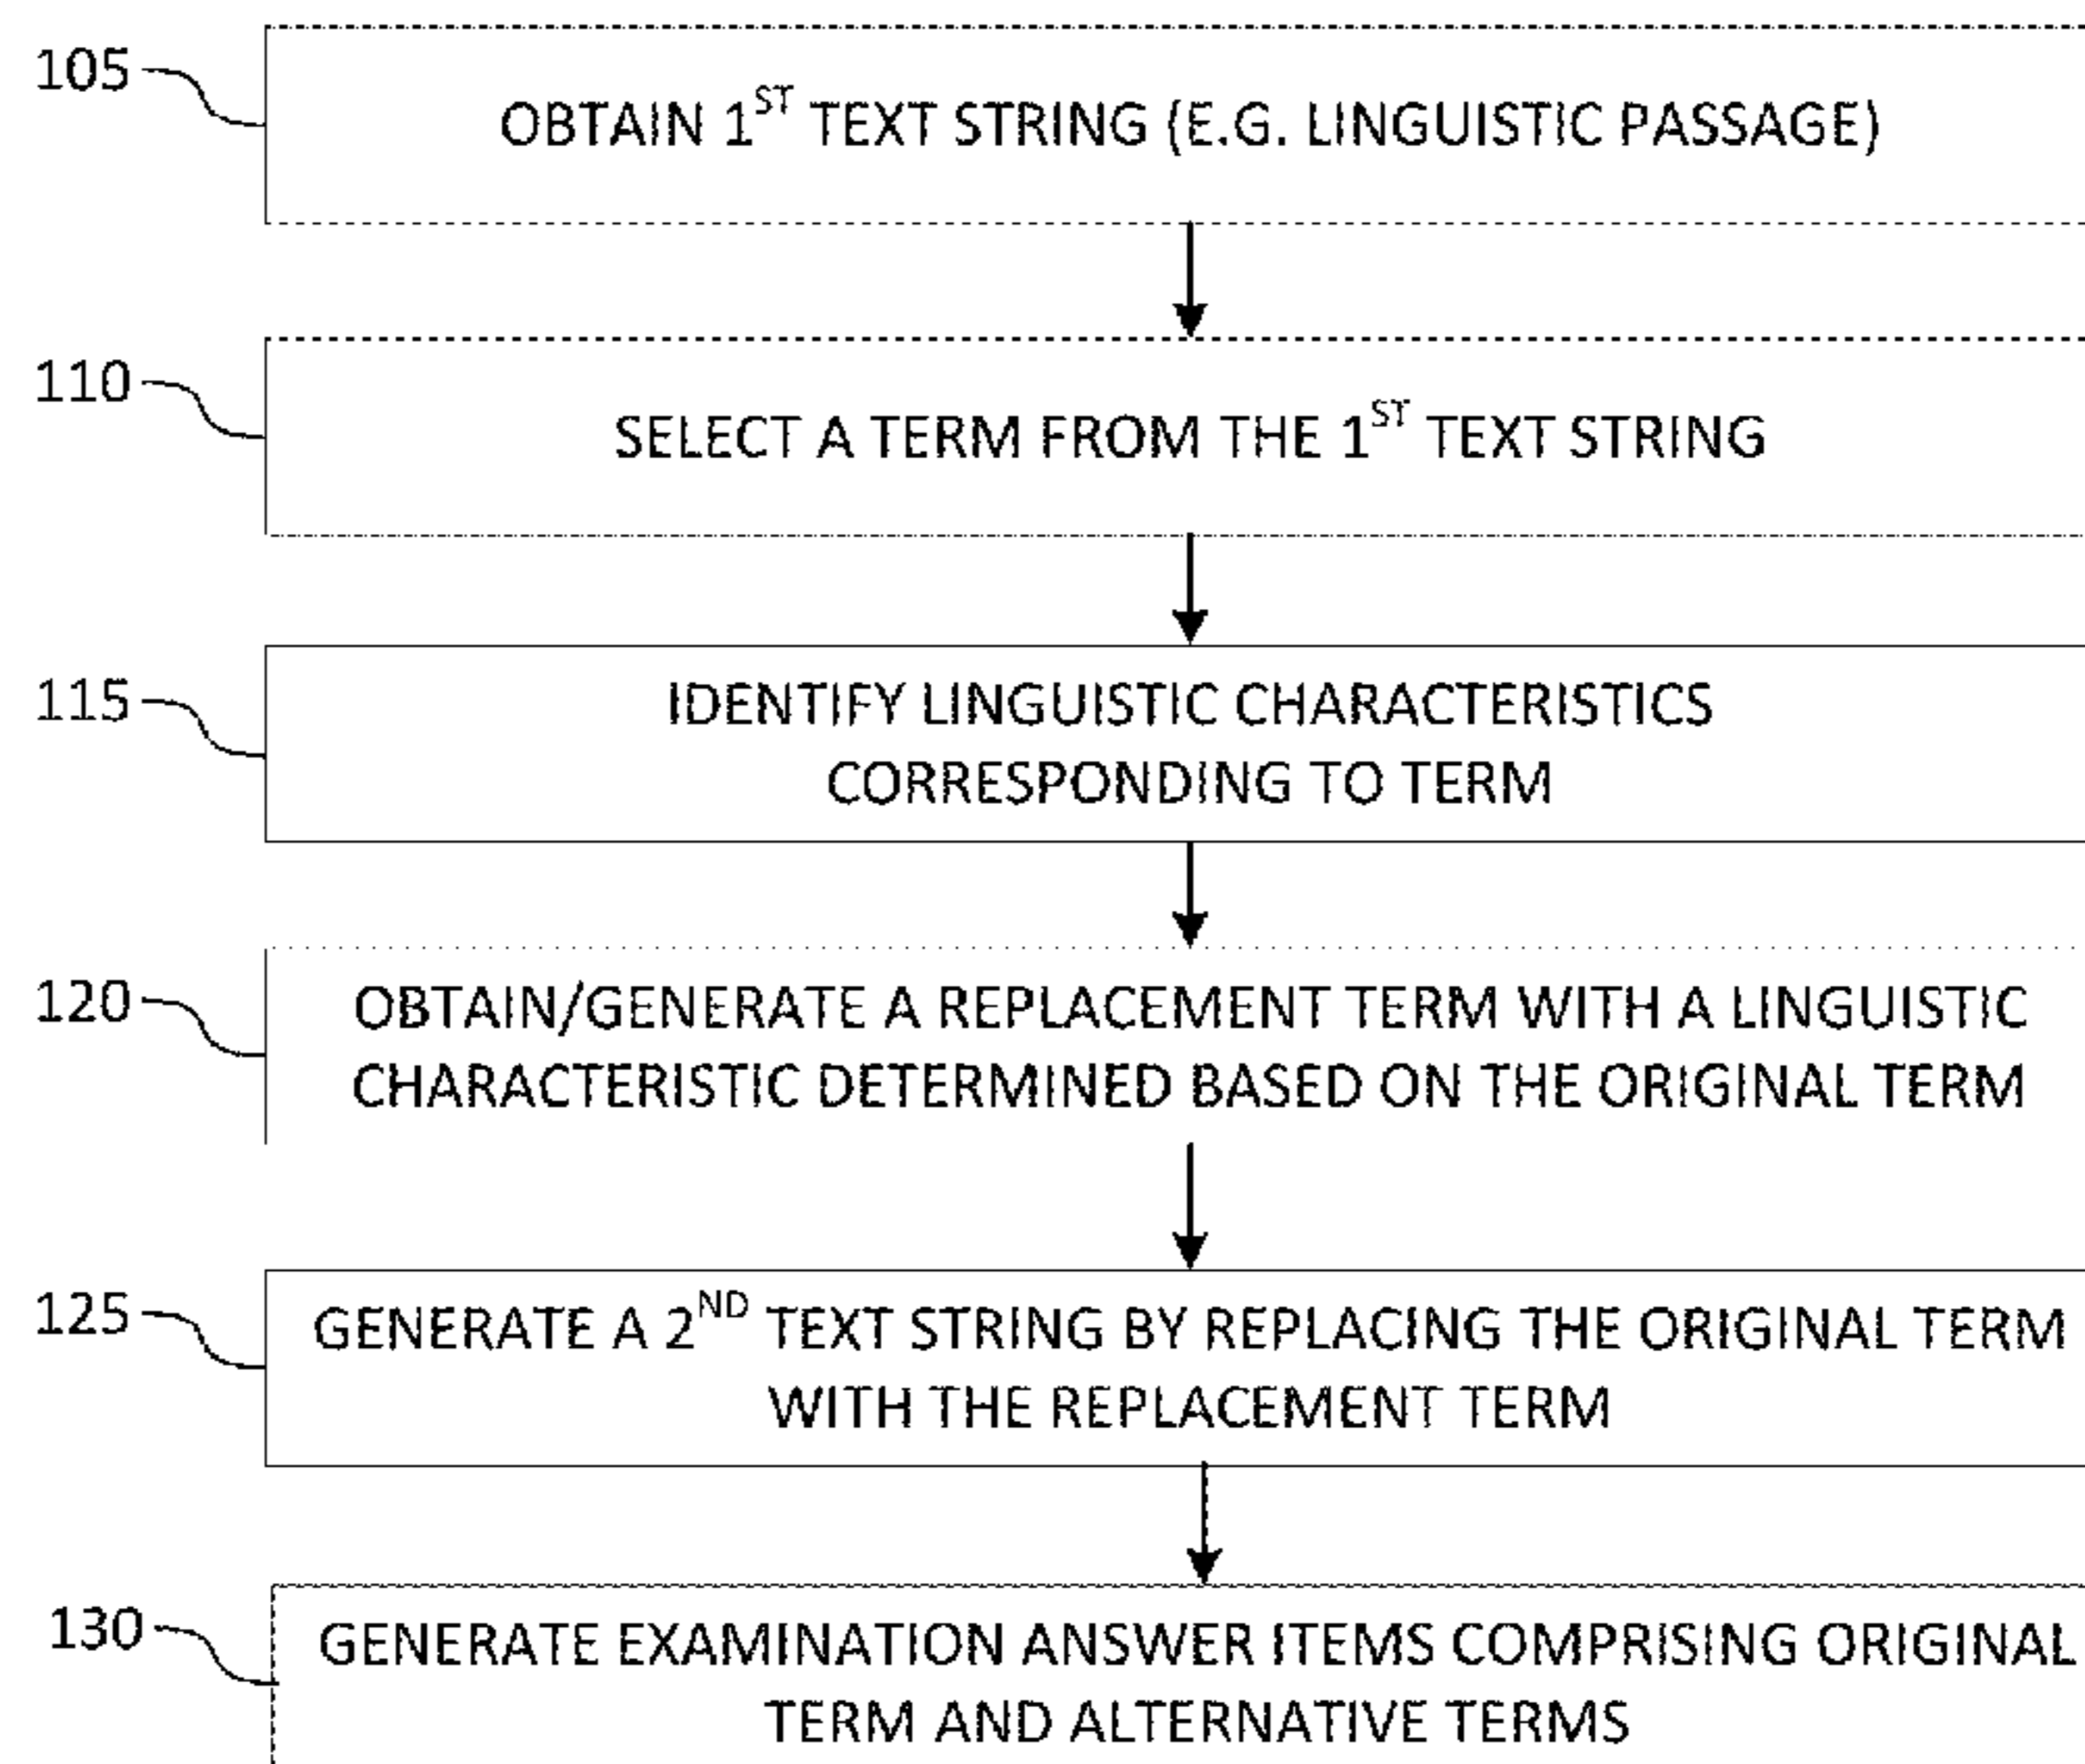 105
OBTAIN 1ST TEXT STRING (E.G. LINGUISTIC PASSAGE)
110
SELECT A TERM FROM THE 1ST TEXT STRING
115
IDENTIFY LINGUISTIC CHARACTERISTICS
CORRESPONDING TO TERM
120
OBTAIN/GENERATE A REPLACEMENT TERM WITH A LINGUISTIC
CHARACTERISTIC DETERMINED BASED ON THE ORIGINAL TERM
125
GENERATE A 2ND TEXT STRING BY REPLACING THE ORIGINAL TERM
WITH THE REPLACEMENT TERM
130
GENERATE EXAMINATION ANSWER ITEMS COMPRISING ORIGINAL
TERM AND ALTERNATIVE TERMS